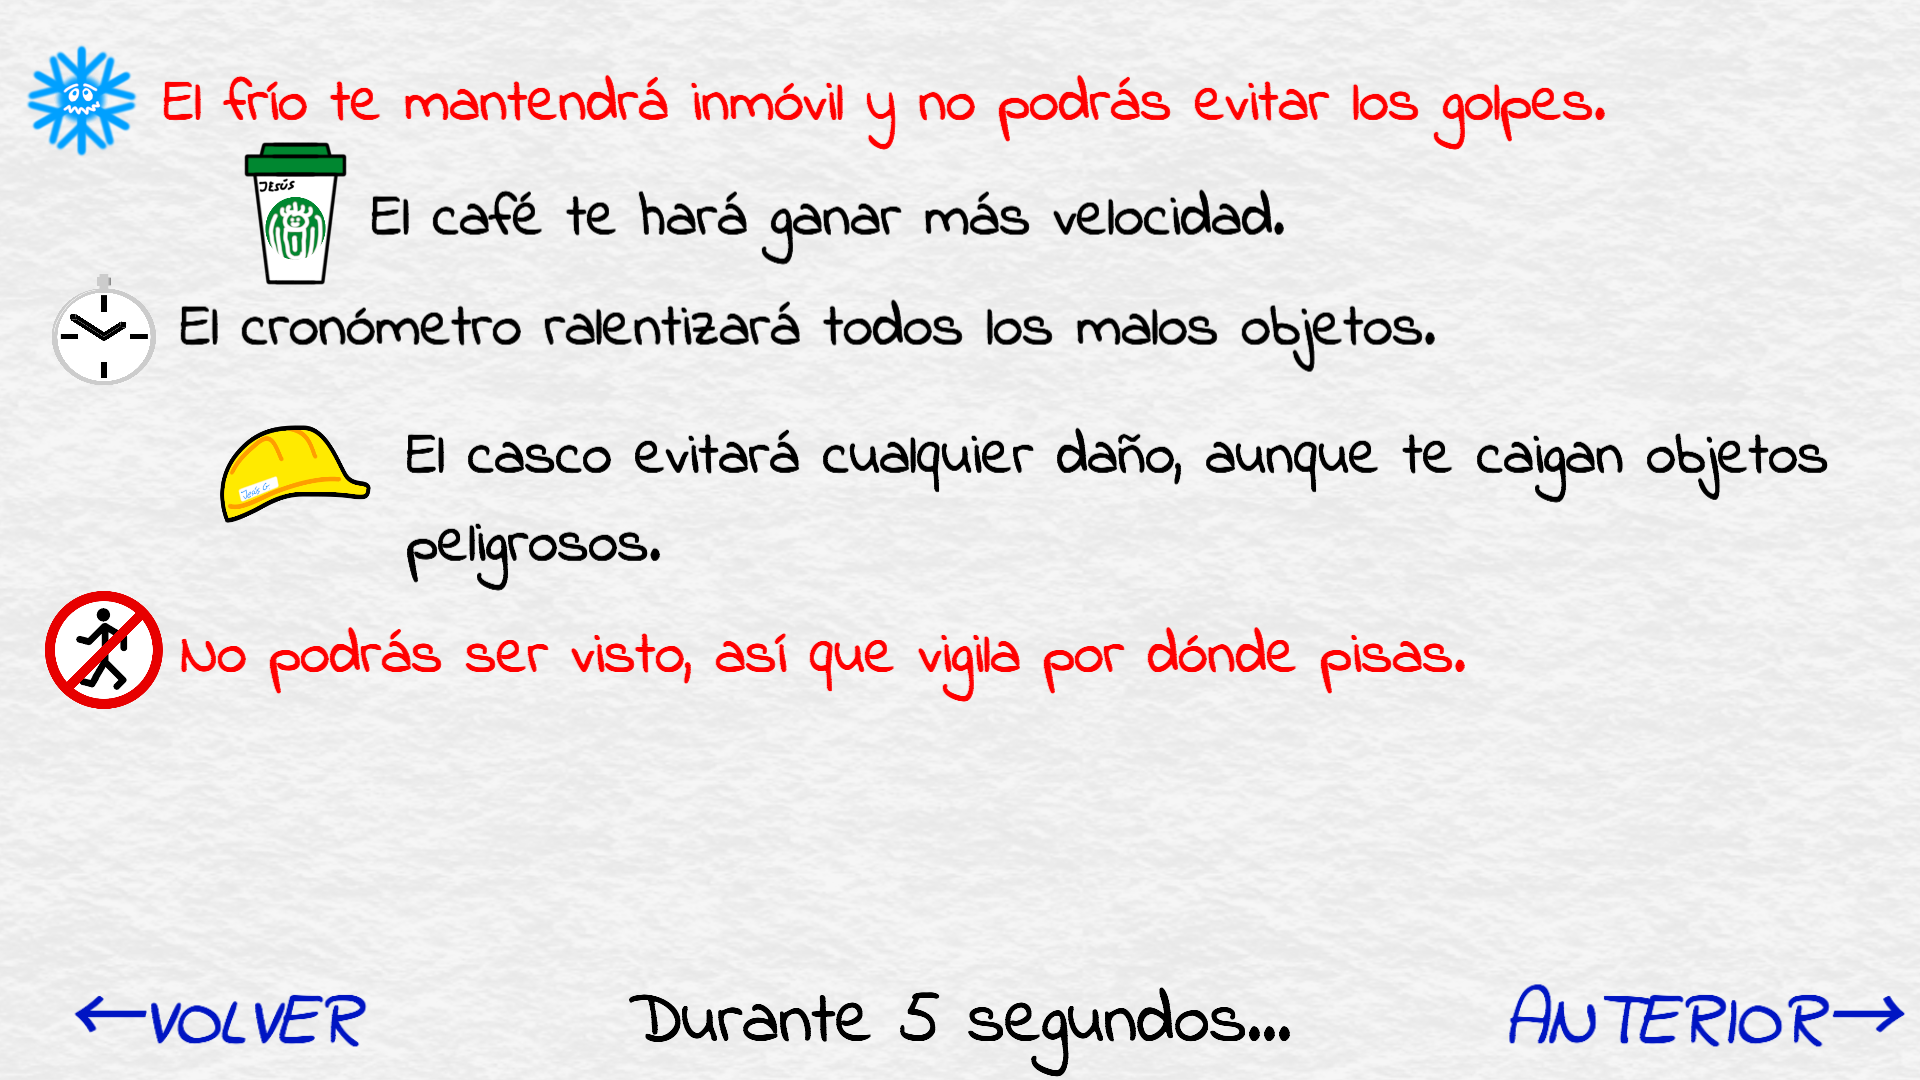 El frío te mantendrá inmóvil y no podrás evitar los golpes.
JESÚS
El café te hará ganar más velocidad.
El cronómetro ralentizará todos los malos objetos.
El casco evitará cualquier daño, aunque te caigan objetos
peligrosos.
Jesús G
No podrás ser visto, así que vigila por dónde pisas.
←VOLVER
Durante 5 segundos...
ANTERIOR→